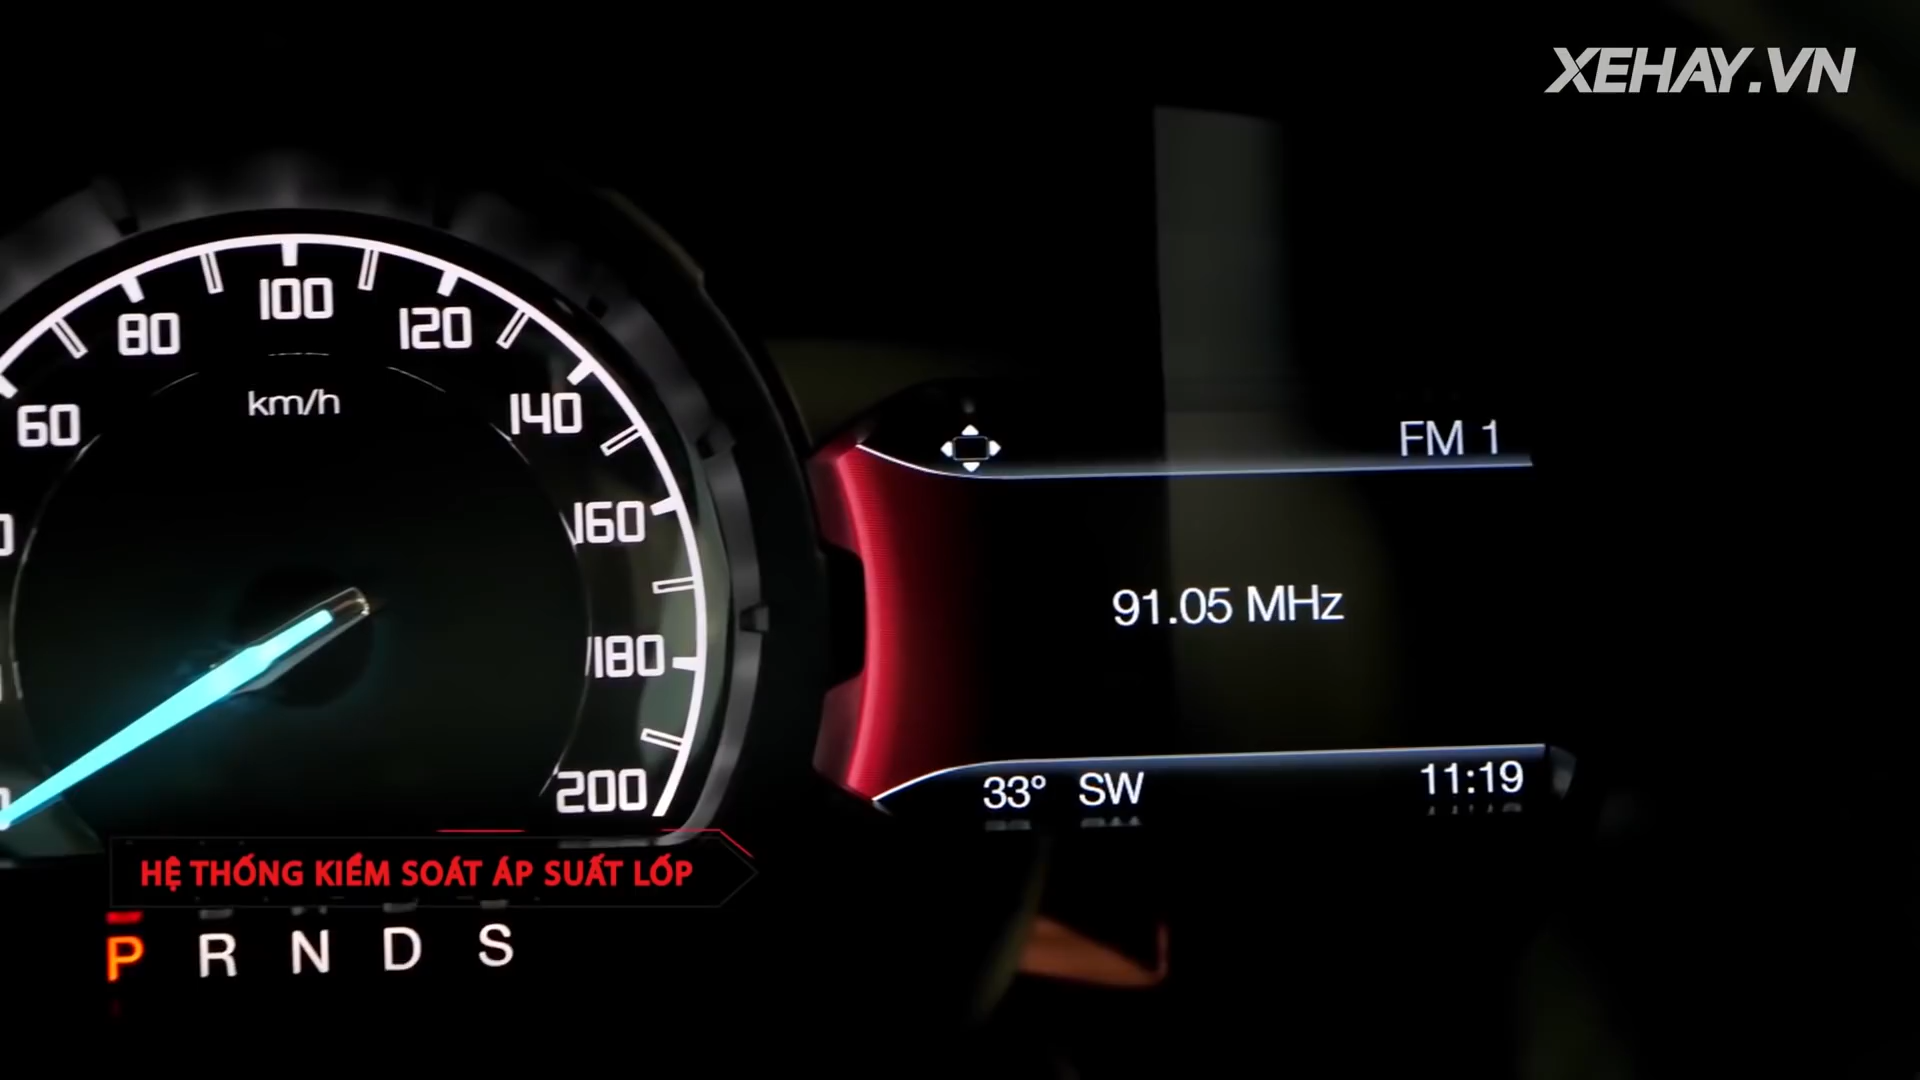 XEHAY.VN
60
80
100
120
140
160
180
200
km/h
FM 1
91.05 MHz
33° SW
11:19
HỆ THỐNG KIỂM SOÁT ÁP SUẤT LỐP
P R N D S